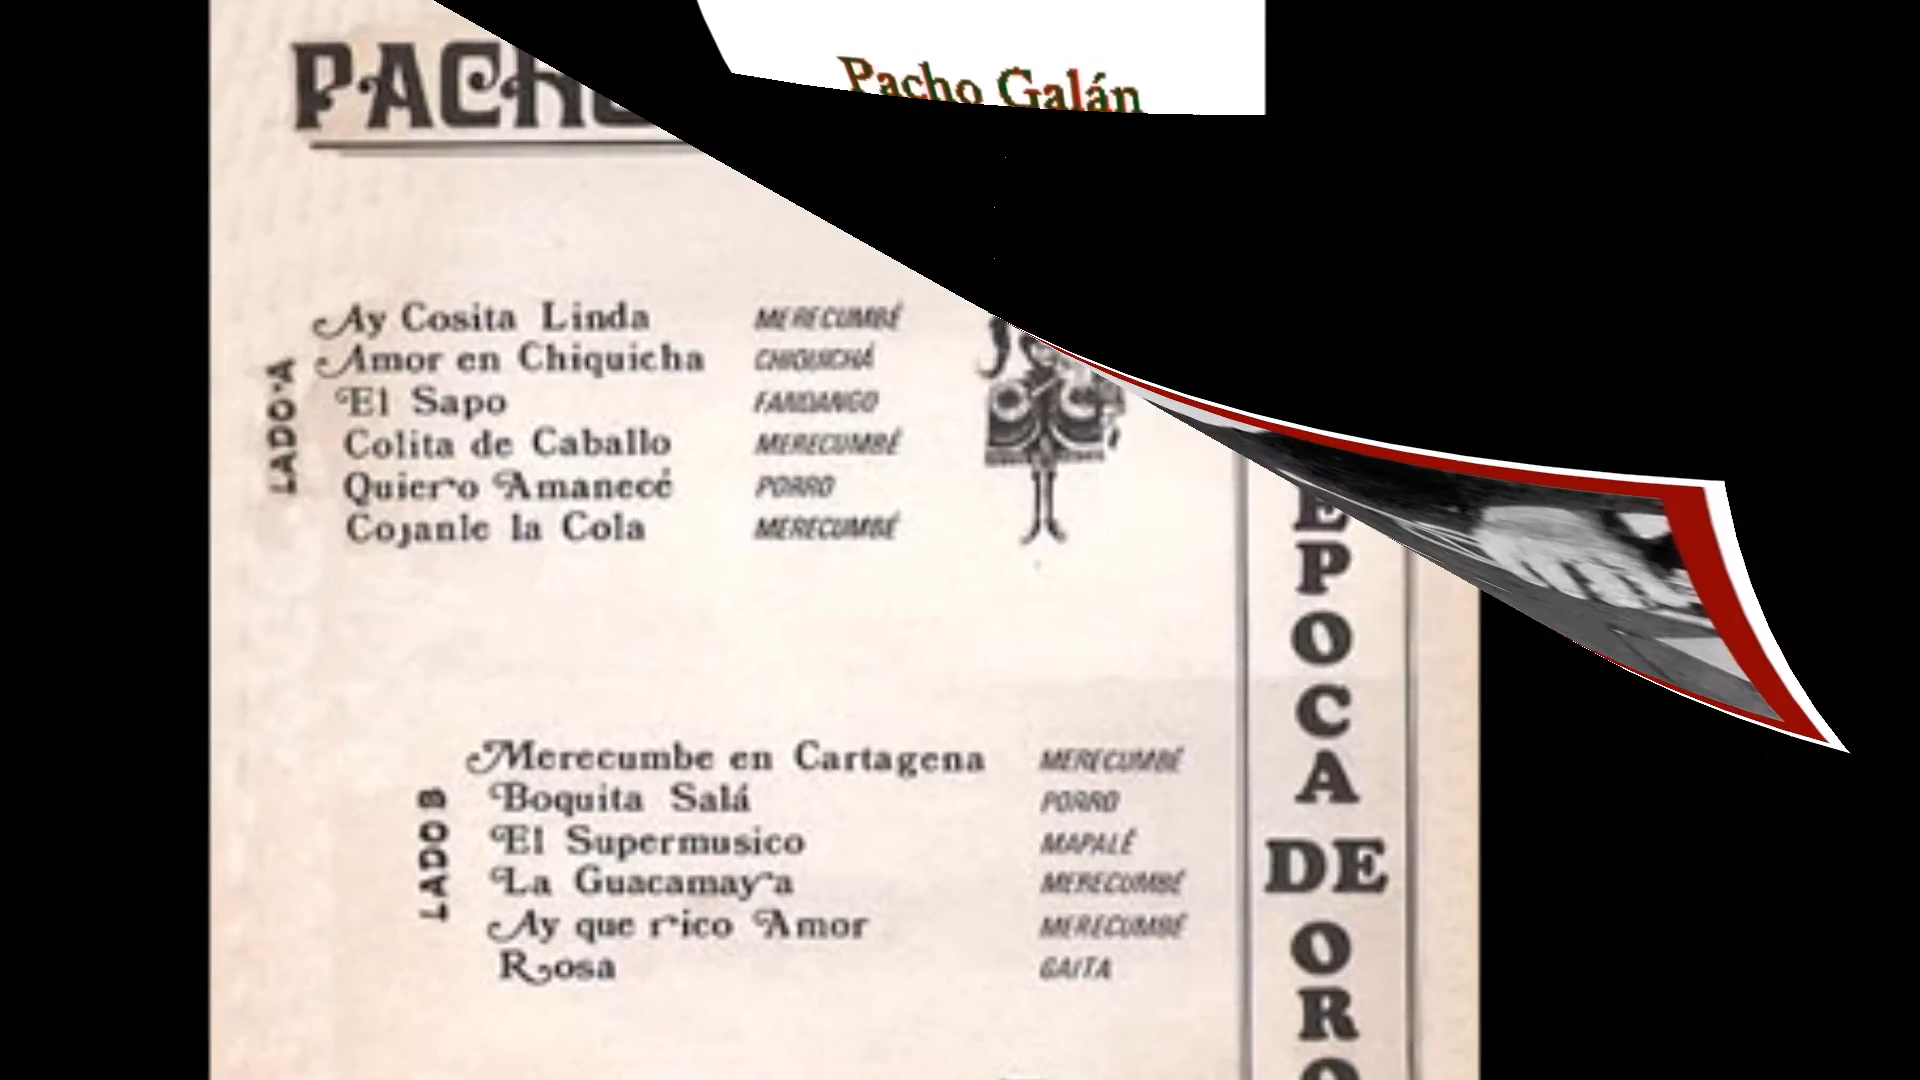 PACHO
Pacho Galán
LADO·A
Ay Cosita Linda MERECUMBÉ
Amor en Chiquicha CHIQUICHÁ
El Sapo FANDANGO
Colita de Caballo MERECUMBÉ
Quiero Amanecé PORRO
Cojanle la Cola MERECUMBÉ
LADO B
Merecumbe en Cartagena MERECUMBÉ
Boquita Salá PORRO
El Supermusico MAPALÉ
La Guacamaya MERECUMBÉ
Ay que rico Amor MERECUMBÉ
Rosa GAITA
EPOCA
DE
ORO